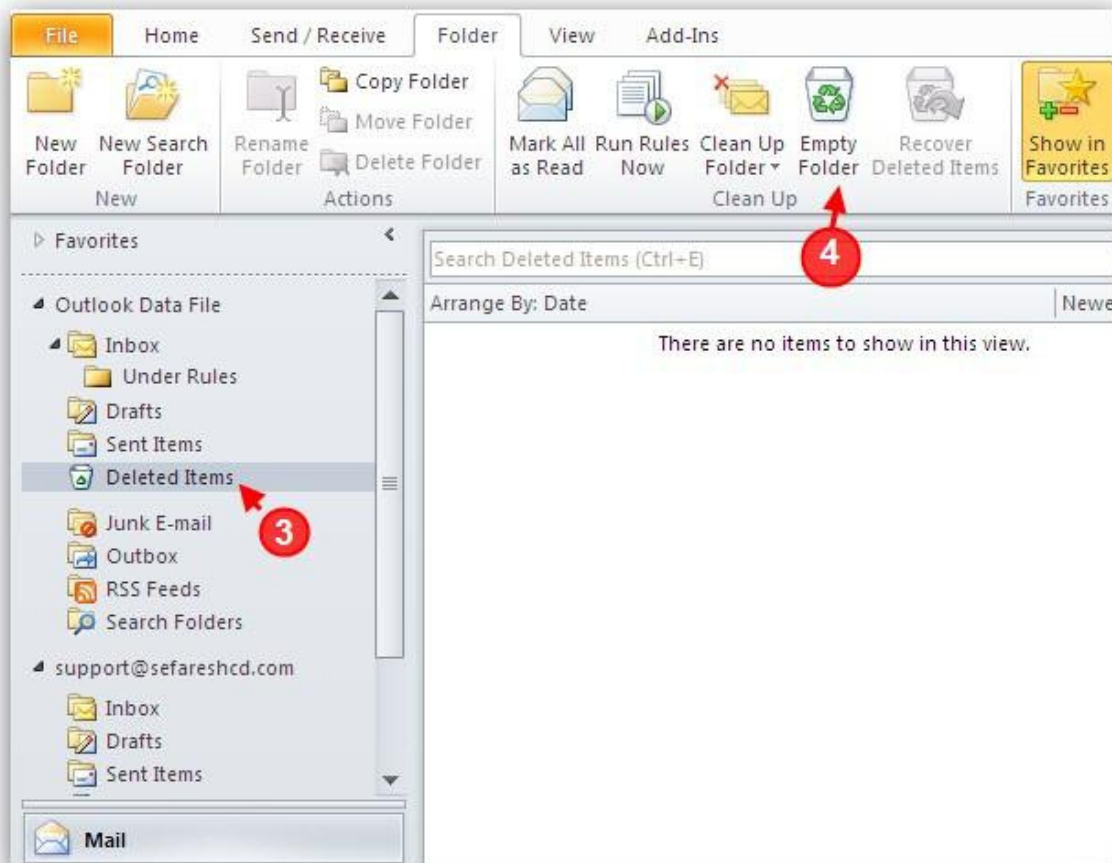 File Home Send / Receive Folder View Add-Ins
New Folder
New Search Folder
New
Rename Folder
Copy Folder
Move Folder
Delete Folder
Actions
Mark All as Read
Run Rules Now
Clean Up Folder
Empty Folder
Recover Deleted Items
Clean Up
Show in Favorites
Favorites
4
Favorites
Outlook Data File
Inbox
Under Rules
Drafts
Sent Items
Deleted Items
3
Junk E-mail
Outbox
RSS Feeds
Search Folders
support@sefareshcd.com
Inbox
Drafts
Sent Items
Mail
Search Deleted Items (Ctrl+E)
Arrange By: Date Newe
There are no items to show in this view.